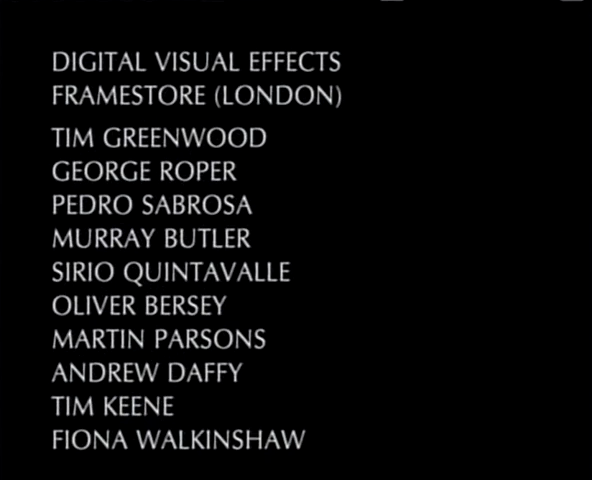 DIGITAL VISUAL EFFECTS
FRAMESTORE (LONDON)
TIM GREENWOOD
GEORGE ROPER
PEDRO SABROSA
MURRAY BUTLER
SIRIO QUINTAVALLE
OLIVER BERSEY
MARTIN PARSONS
ANDREW DAFFY
TIM KEENE
FIONA WALKINSHAW